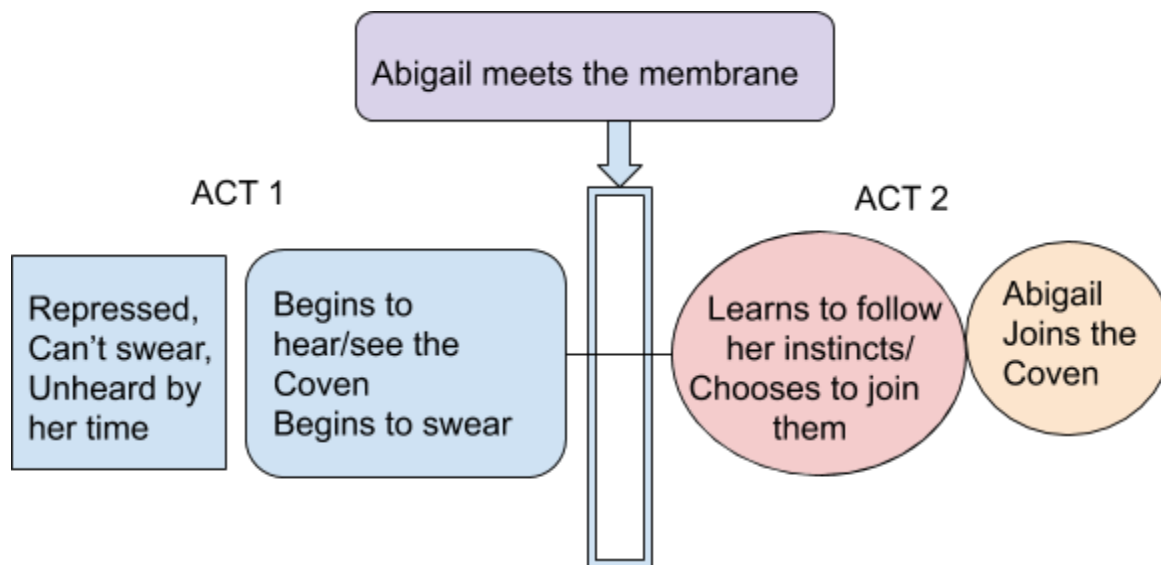 Abigail meets the membrane
ACT 1
ACT 2
Repressed,
Can't swear,
Unheard by
her time
Begins to
hear/see the
Coven
Begins to swear
Learns to follow
her instincts/
Chooses to join
them
Abigail
Joins the
Coven